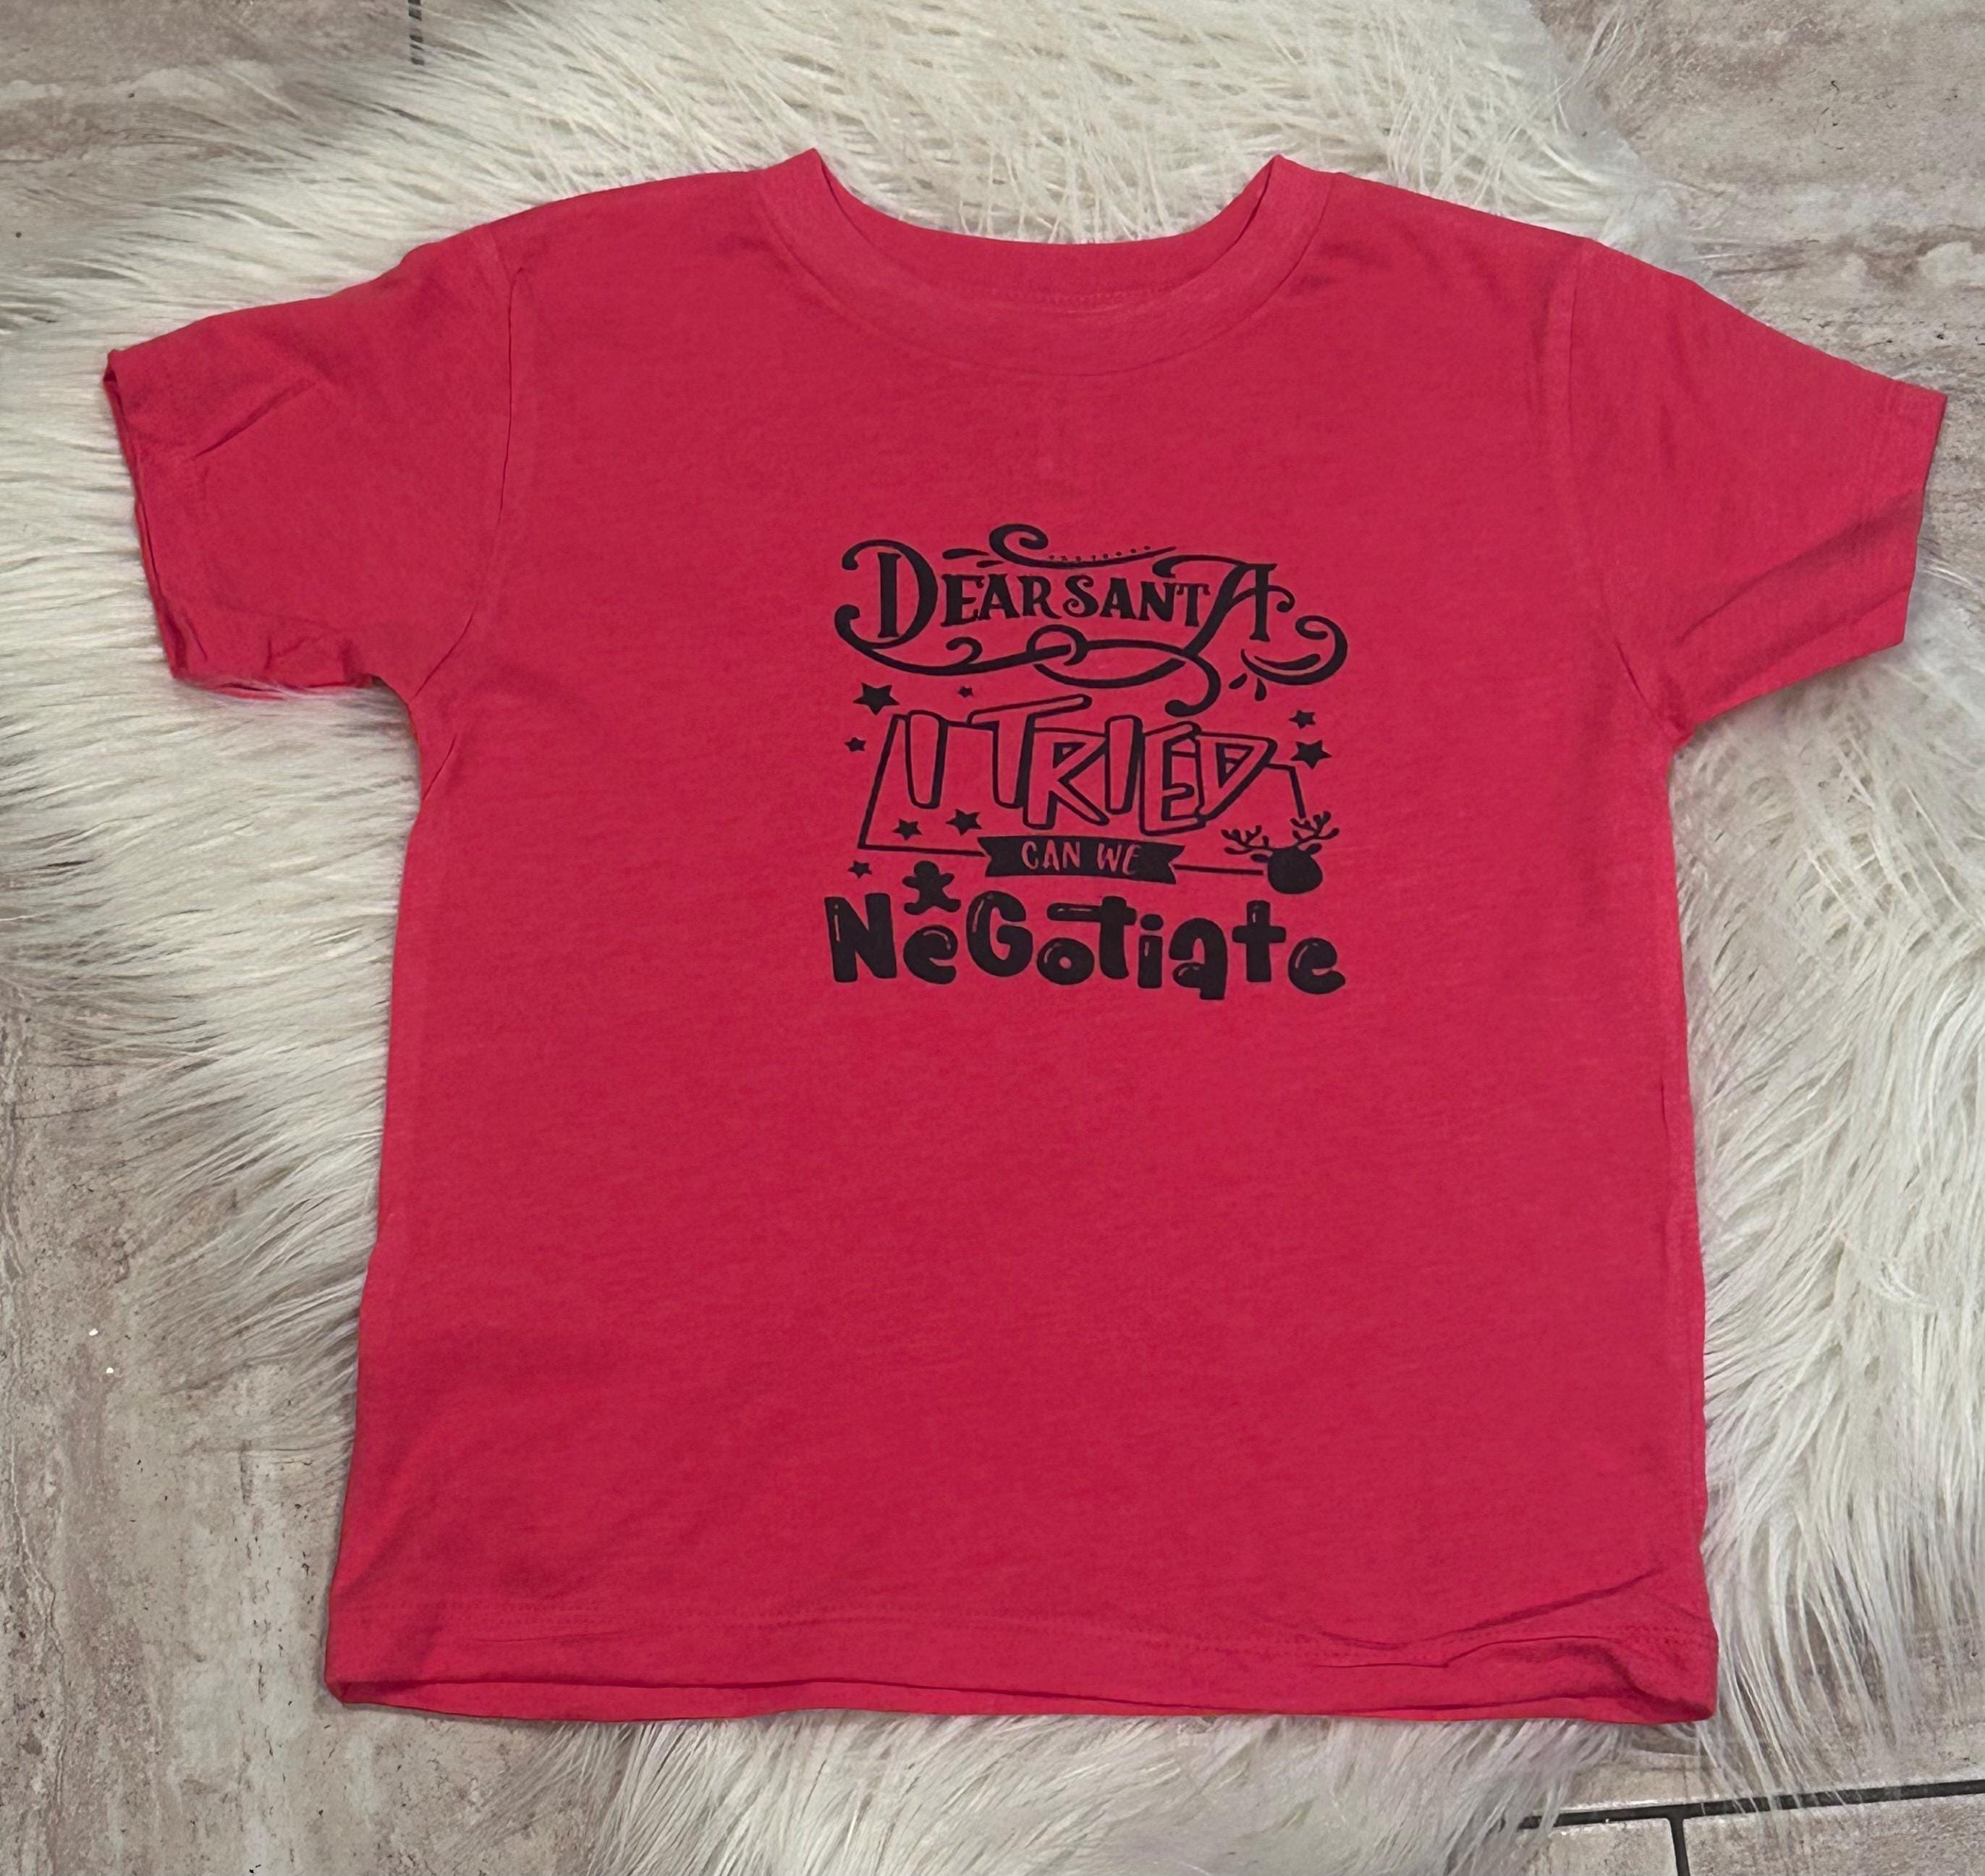 DEAR SANTA
I TRIED
CAN WE
NeGotiate